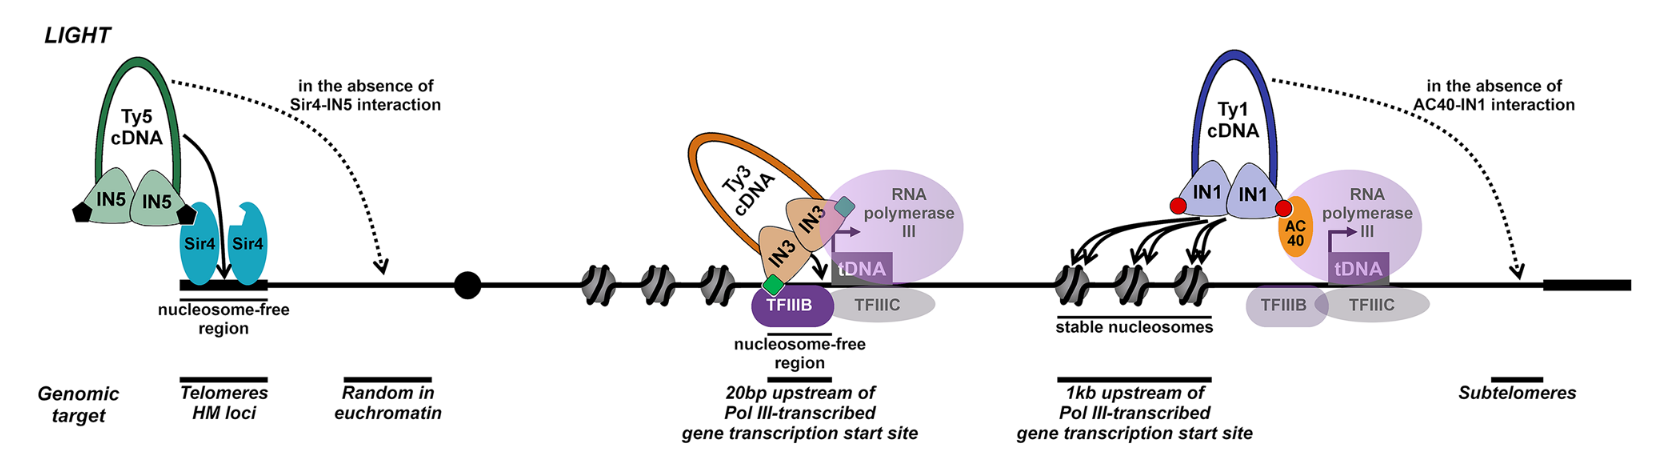 LIGHT
in the absence of
Sir4-IN5 interaction
Ty5
cDNA
IN5
IN5
Sir4
Sir4
nucleosome-free
region
Ty3
cDNA
IN3
IN3
RNA
polymerase
III
tDNA
TFIIIB
TFIIIC
nucleosome-free
region
Ty1
cDNA
IN1
IN1
AC
40
in the absence of
AC40-IN1 interaction
RNA
polymerase
III
tDNA
TFIIIB
TFIIIC
stable nucleosomes
Genomic
target
Telomeres
HM loci
Random in
euchromatin
20bp upstream of
Pol III-transcribed
gene transcription start site
1kb upstream of
Pol III-transcribed
gene transcription start site
Subtelomeres